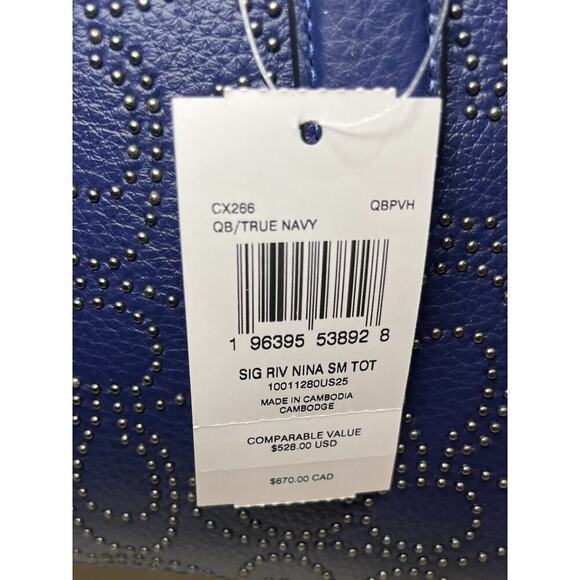 CX266 QBPVH
QB/TRUE NAVY
1 96395 53892 8
SIG RIV NINA SM TOT
10011280US25
MADE IN CAMBODIA
CAMBODGE
COMPARABLE VALUE
$528.00 USD
$670.00 CAD